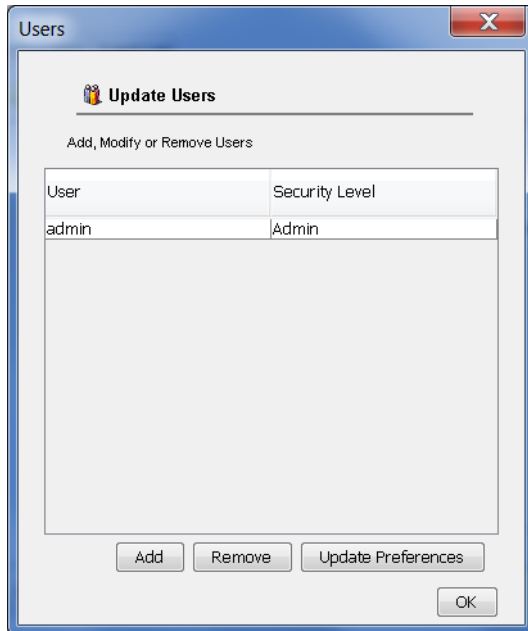 Users
Update Users
Add, Modify or Remove Users
User Security Level
admin Admin
Add Remove Update Preferences
OK